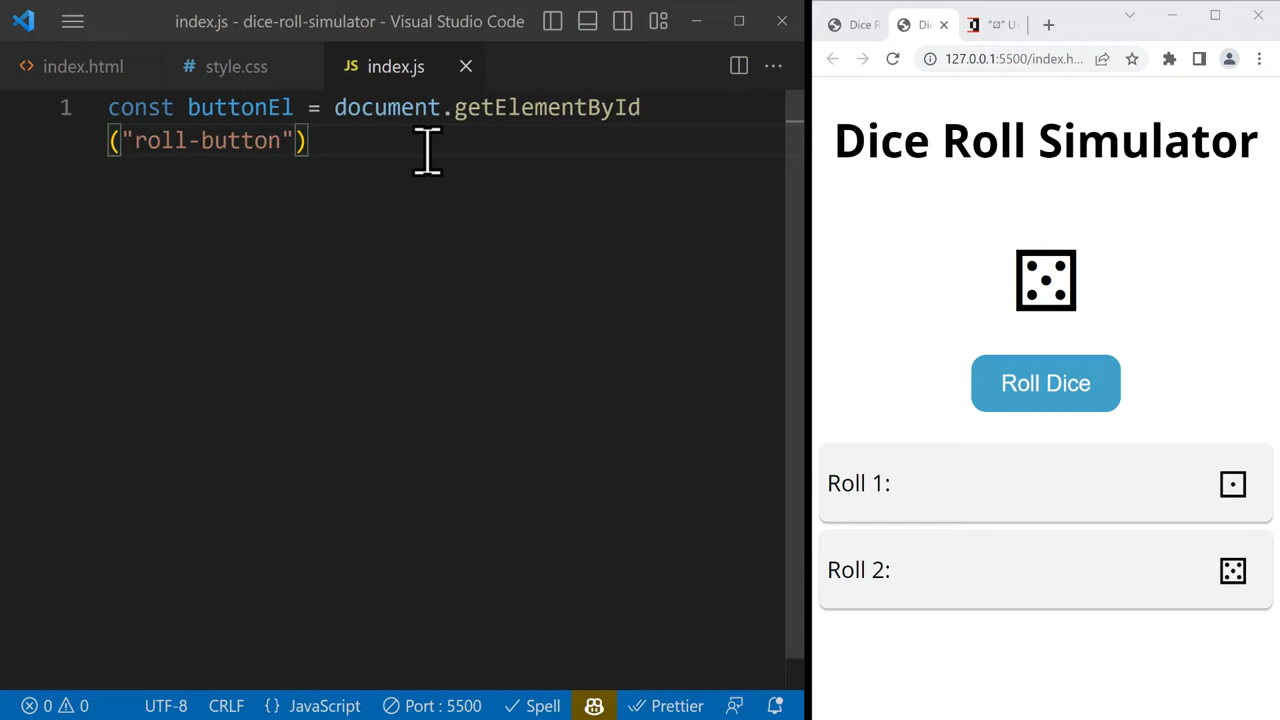 index.js - dice-roll-simulator - Visual Studio Code
index.html
# style.css
JS index.js
1 const buttonEl = document.getElementById
("roll-button")
0 0 UTF-8 CRLF { } JavaScript Port : 5500 Spell Prettier
Dice R
Dic
"⚄" U
127.0.0.1:5500/index.h...
Dice Roll Simulator
Roll Dice
Roll 1:
Roll 2: